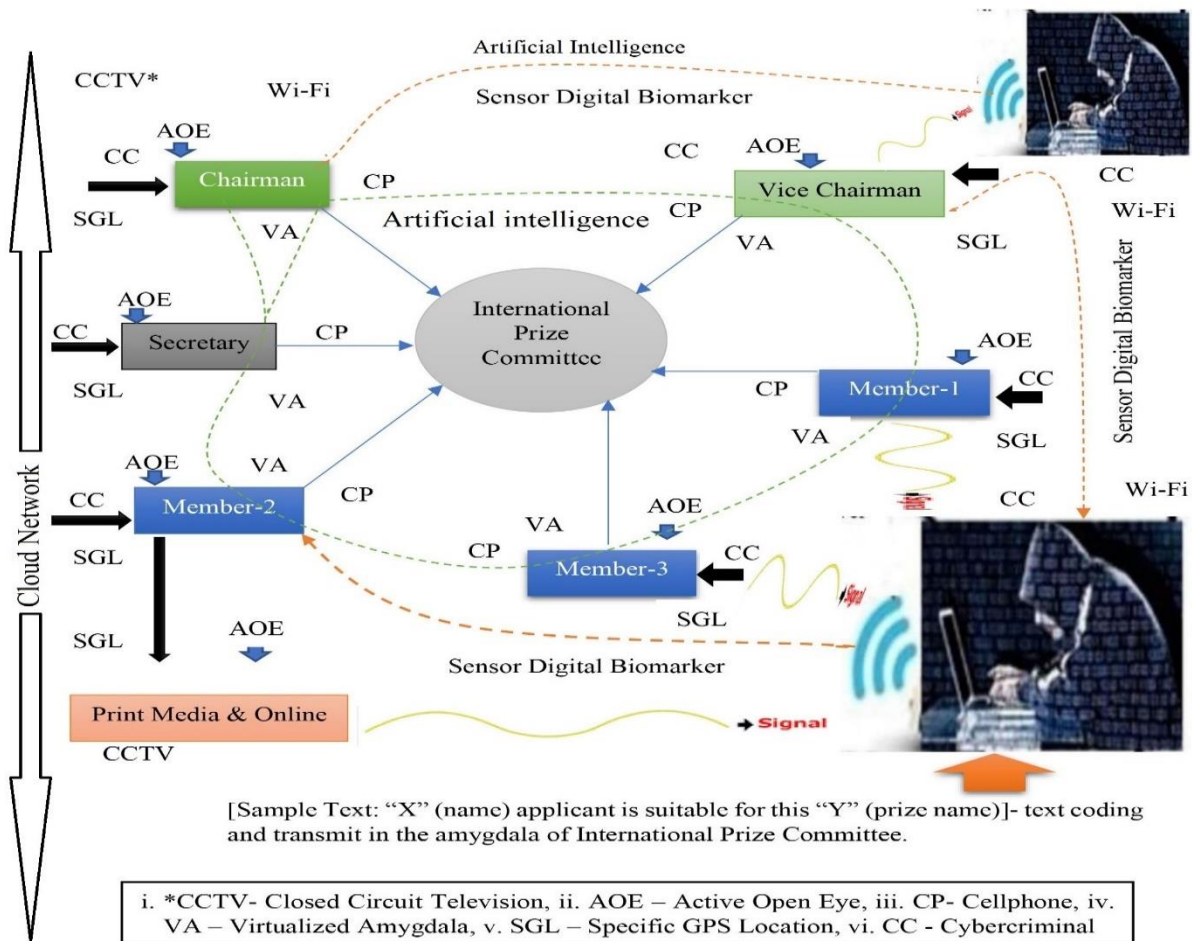 Artificial Intelligence
CCTV*
Wi-Fi
Sensor Digital Biomarker
Signal
AOE
CC
AOE
CC
Chairman
CP
Vice Chairman
CC
SGL
VA
Artificial intelligence
CP
VA
SGL
Wi-Fi
Sensor Digital Biomarker
AOE
International
Prize
Committee
CC
Secretary
CP
AOE
SGL
VA
CP
Member-1
CC
VA
SGL
AOE
VA
Signal
CC
Wi-Fi
CC
Member-2
CP
VA
AOE
SGL
CP
Member-3
CC
Signal
SGL
Cloud Network
SGL
AOE
Sensor Digital Biomarker
Print Media & Online
Signal
CCTV
[Sample Text: “X” (name) applicant is suitable for this “Y” (prize name)]- text coding
and transmit in the amygdala of International Prize Committee.
i. *CCTV- Closed Circuit Television, ii. AOE – Active Open Eye, iii. CP- Cellphone, iv.
VA – Virtualized Amygdala, v. SGL – Specific GPS Location, vi. CC - Cybercriminal